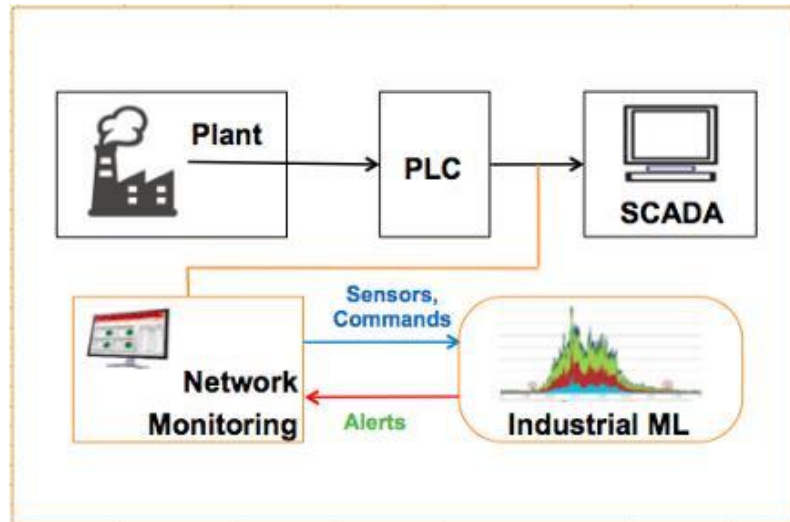 Plant
PLC
SCADA
Sensors,
Commands
Network
Monitoring
Alerts
Industrial ML